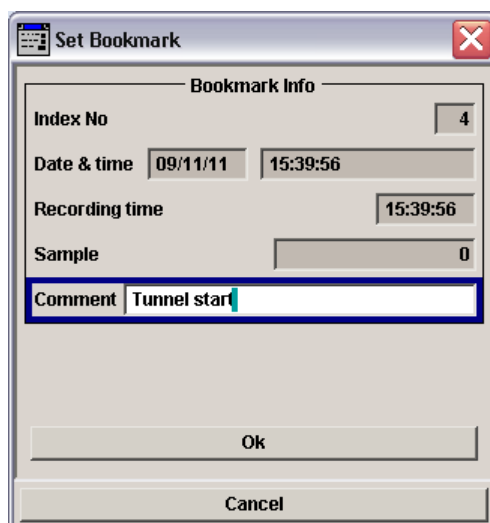 Set Bookmark
Bookmark Info
Index No 4
Date & time 09/11/11 15:39:56
Recording time 15:39:56
Sample 0
Comment Tunnel start
Ok
Cancel